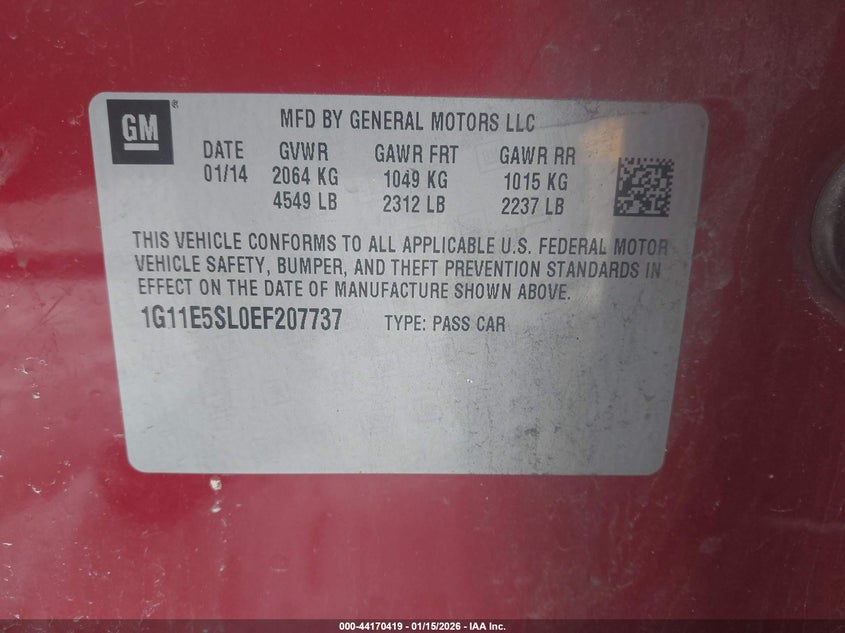 GM ®
MFD BY GENERAL MOTORS LLC
DATE GVWR GAWR FRT GAWR RR
01/14 2064 KG 1049 KG 1015 KG
4549 LB 2312 LB 2237 LB
THIS VEHICLE CONFORMS TO ALL APPLICABLE U.S. FEDERAL MOTOR
VEHICLE SAFETY, BUMPER, AND THEFT PREVENTION STANDARDS IN
EFFECT ON THE DATE OF MANUFACTURE SHOWN ABOVE.
1G11E5SL0EF207737 TYPE: PASS CAR
000-44170419 - 01/15/2026 - IAA Inc.